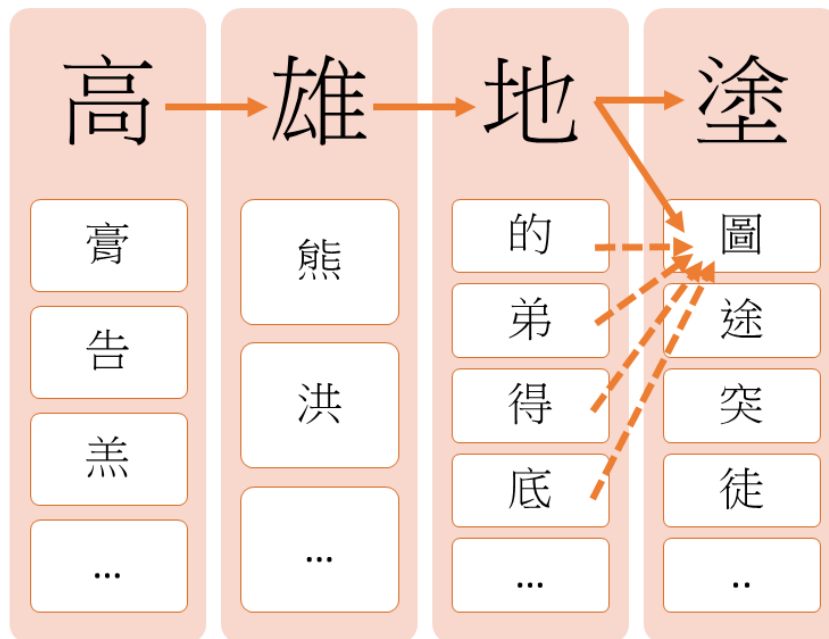 高 雄 地 塗
膏
告
羔
...
熊
洪
...
的
弟
得
底
...
圖
途
突
徒
..